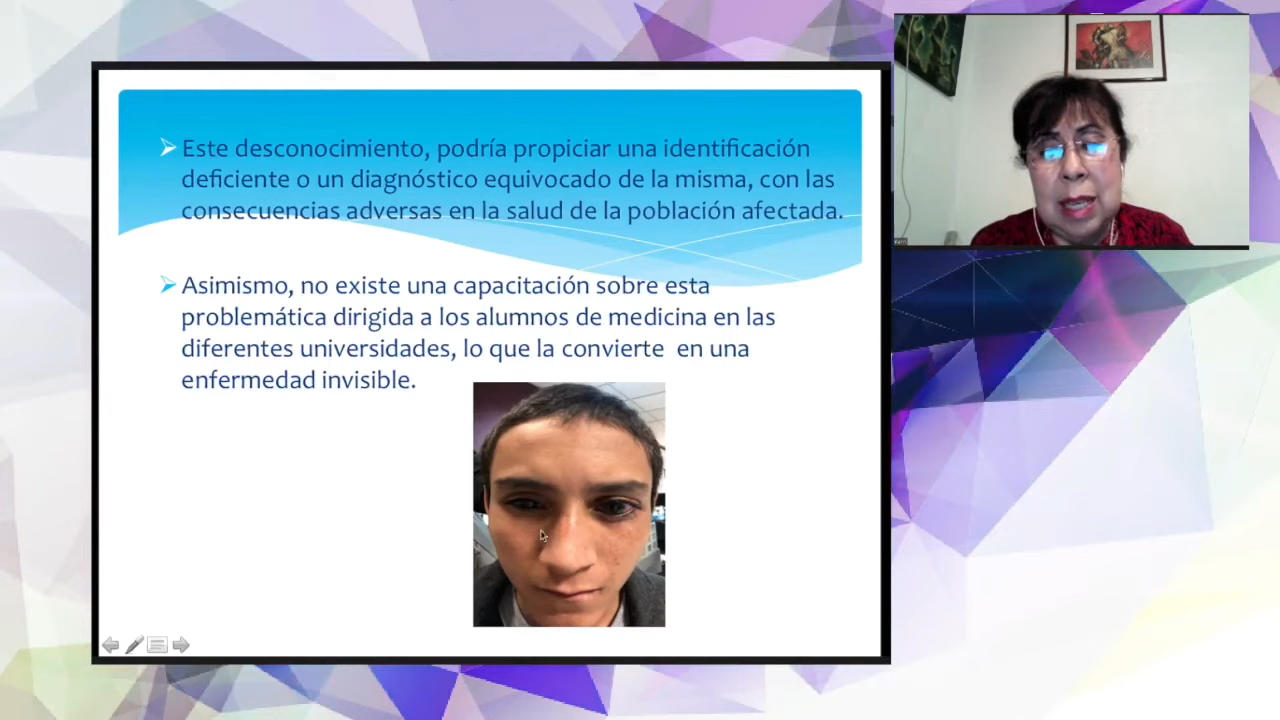 Este desconocimiento, podría propiciar una identificación
deficiente o un diagnóstico equivocado de la misma, con las
consecuencias adversas en la salud de la población afectada.
Asimismo, no existe una capacitación sobre esta
problemática dirigida a los alumnos de medicina en las
diferentes universidades, lo que la convierte en una
enfermedad invisible.